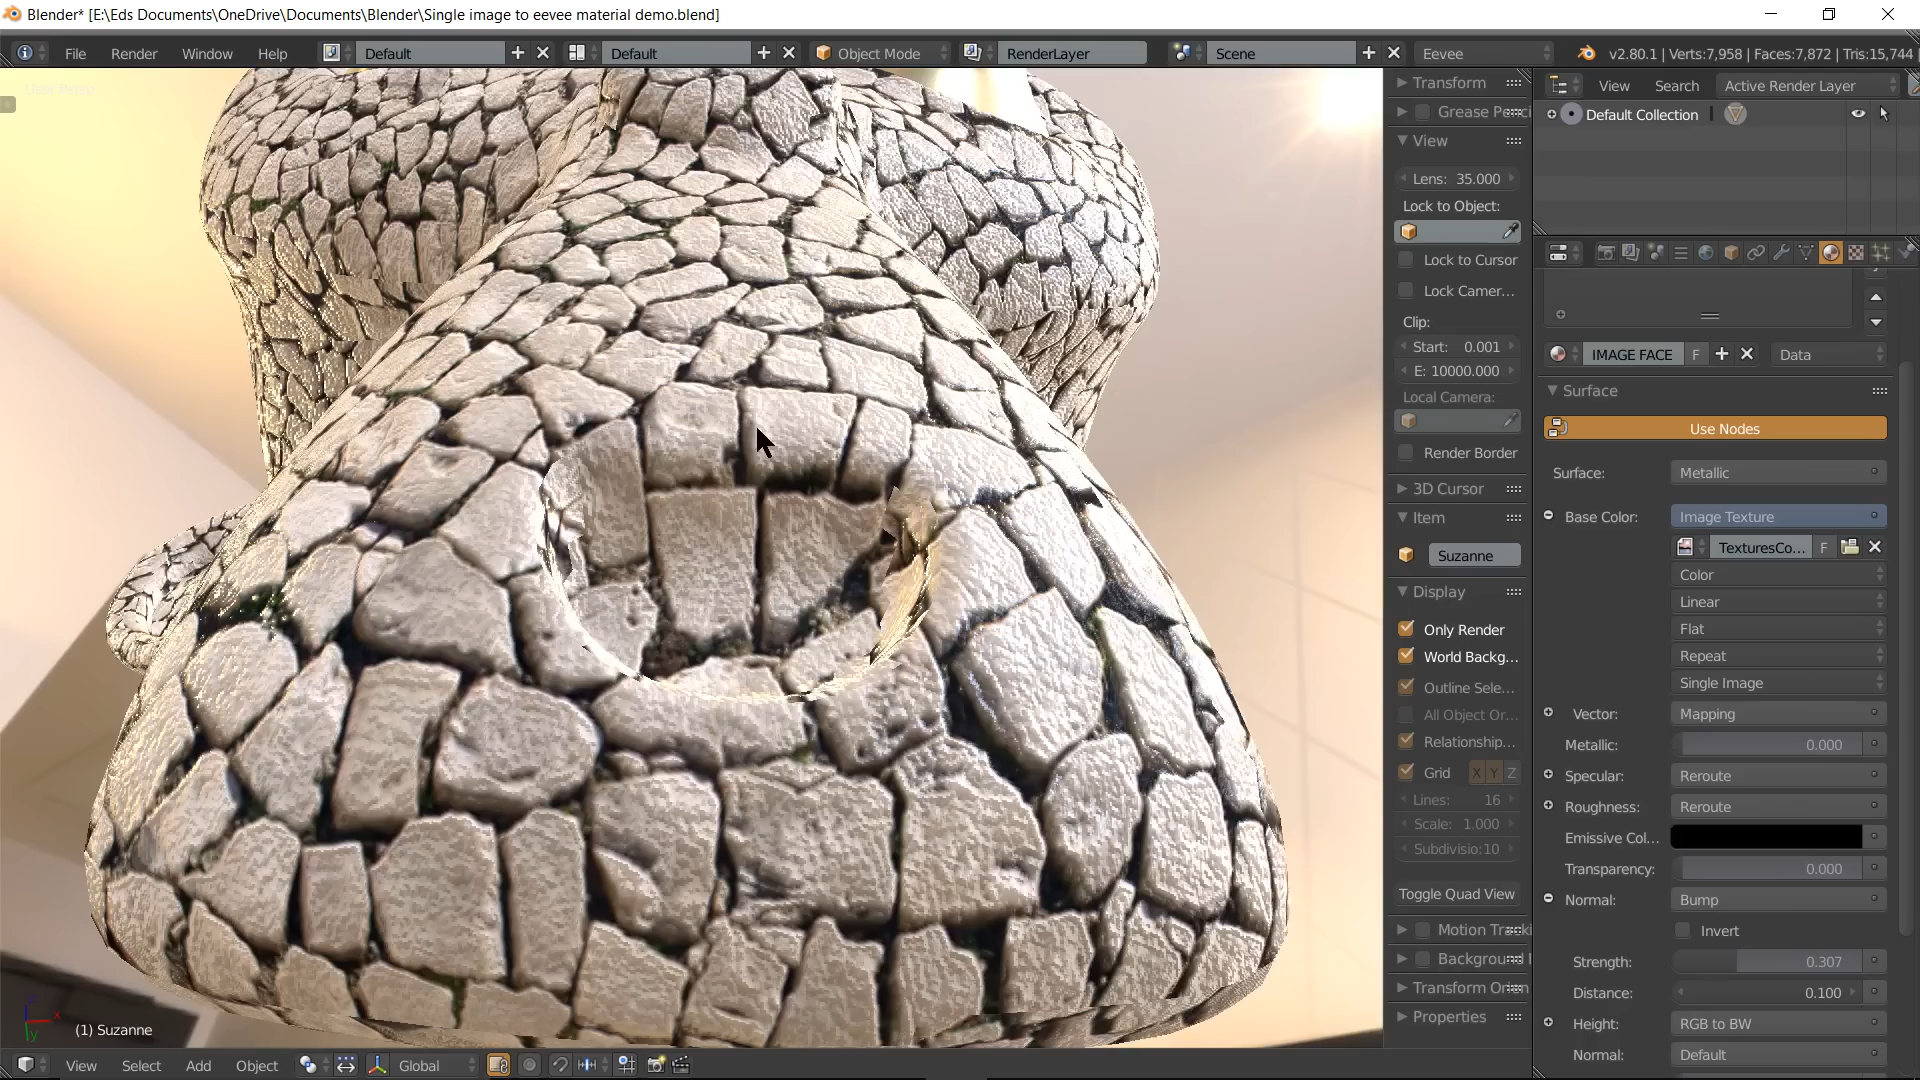 Blender* [E:\Eds Documents\OneDrive\Documents\Blender\Single image to eevee material demo.blend]
File Render Window Help Default Default Object Mode RenderLayer Scene Eevee v2.80.1 | Verts:7,958 | Faces:7,872 | Tris:15,744 |
User Persp
(1) Suzanne
View Select Add Object Global
Transform
Grease Penci
View
Lens: 35.000
Lock to Object:
Lock to Cursor
Lock Camer...
Clip:
Start: 0.001
E: 10000.000
Local Camera:
Render Border
3D Cursor
Item
Suzanne
Display
Only Render
World Backg...
Outline Sele...
All Object Or...
Relationship...
Grid X Y Z
Lines: 16
Scale: 1.000
Subdivisio:10
Toggle Quad View
Motion Tracki
Background I
Transform Orien
Properties
View Search Active Render Layer
Default Collection
IMAGE FACE F Data
Surface
Use Nodes
Surface: Metallic
Base Color: Image Texture
TexturesCo... F
Color
Linear
Flat
Repeat
Single Image
Vector: Mapping
Metallic: 0.000
Specular: Reroute
Roughness: Reroute
Emissive Col...
Transparency: 0.000
Normal: Bump
Invert
Strength: 0.307
Distance: 0.100
Height: RGB to BW
Normal: Default